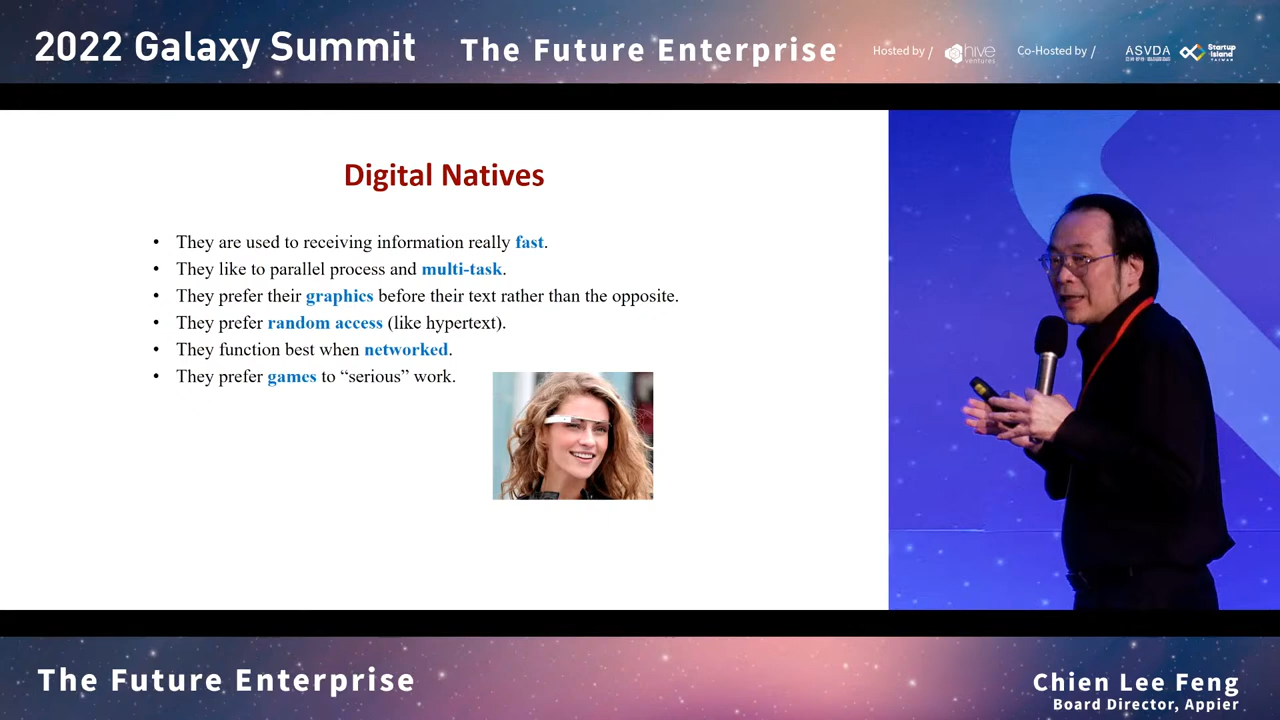 2022 Galaxy Summit
The Future Enterprise
Hosted by /
hive
ventures
Co-Hosted by /
ASVDA
Startup
Island
TAIWAN
Digital Natives
• They are used to receiving information really fast.
• They like to parallel process and multi-task.
• They prefer their graphics before their text rather than the opposite.
• They prefer random access (like hypertext).
• They function best when networked.
• They prefer games to “serious” work.
The Future Enterprise
Chien Lee Feng
Board Director, Appier